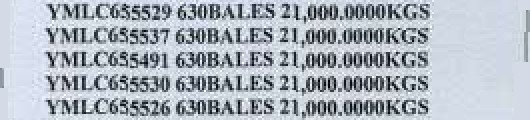 YMLC655529 630BALES 21,000.0000KGS
YMLC655537 630BALES 21,000.0000KGS
YMLC655491 630BALES 21,000.0000KGS
YMLC655530 630BALES 21,000.0000KGS
YMLC655526 630BALES 21,000.0000KGS